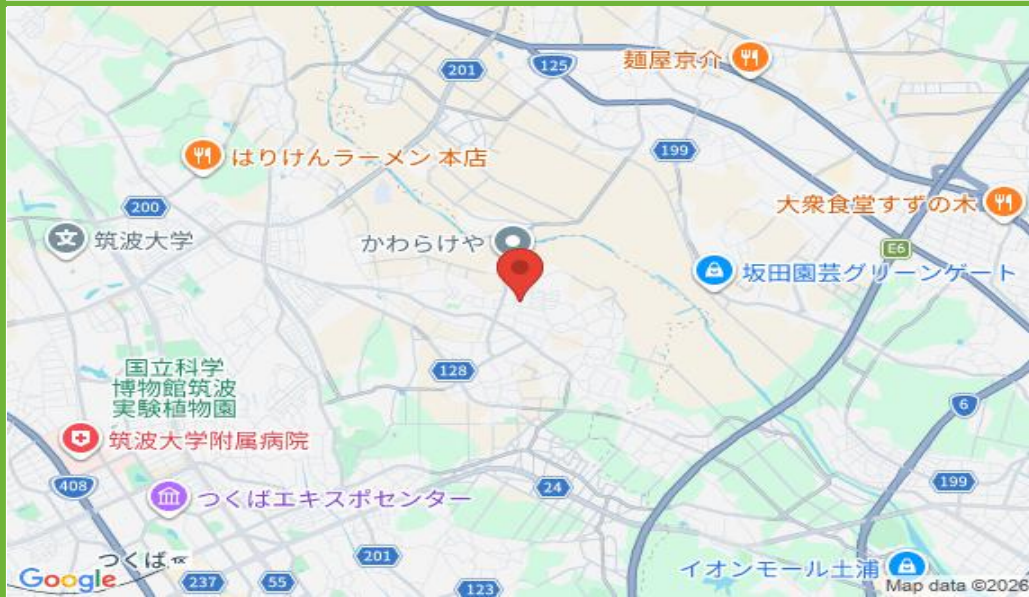 201
125
麺屋京介
はりけんラーメン 本店
199
200
大衆食堂すずの木
筑波大学
かわらけや
E6
坂田園芸グリーンゲート
国立科学
博物館筑波
実験植物園
128
6
筑波大学附属病院
408
つくばエキスポセンター
24
199
つくば
201
イオンモール土浦
Google
237
55
123
Map data ©2026